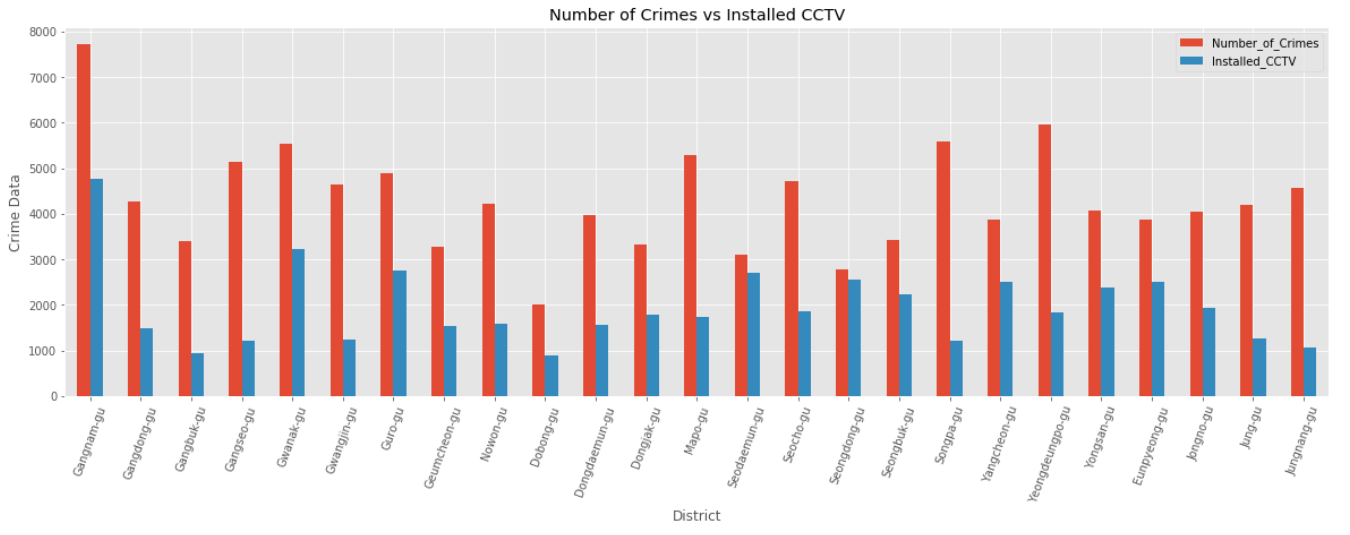 Number of Crimes vs Installed CCTV
Number_of_Crimes
Installed_CCTV
Crime Data
8000
7000
6000
5000
4000
3000
2000
1000
0
Gangnam-gu
Gangdong-gu
Gangbuk-gu
Gangseo-gu
Gwanak-gu
Gwangjin-gu
Guro-gu
Geumcheon-gu
Nowon-gu
Dobong-gu
Dongdaemun-gu
Dongjak-gu
Mapo-gu
Seodaemun-gu
Seocho-gu
Seongdong-gu
Seongbuk-gu
Songpa-gu
Yangcheon-gu
Yeongdeungpo-gu
Yongsan-gu
Eunpyeong-gu
Jongno-gu
Jung-gu
Jungnang-gu
District